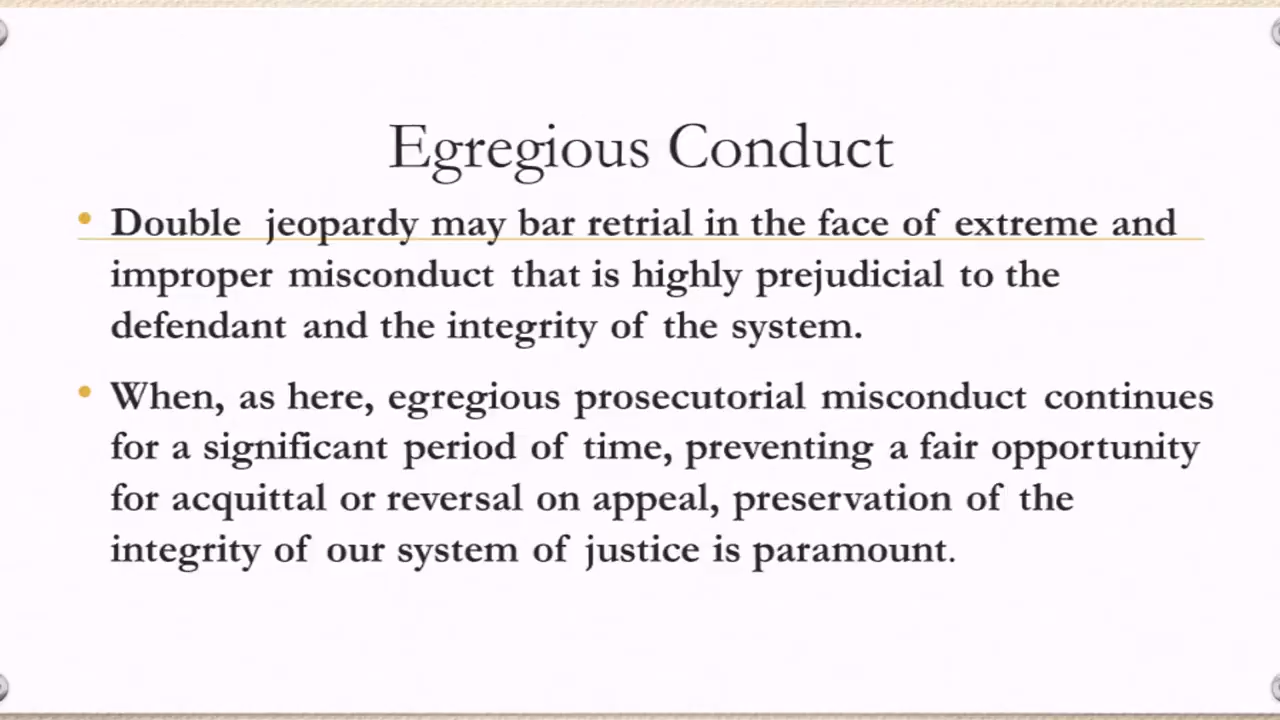 Egregious Conduct
• Double jeopardy may bar retrial in the face of extreme and
improper misconduct that is highly prejudicial to the
defendant and the integrity of the system.
• When, as here, egregious prosecutorial misconduct continues
for a significant period of time, preventing a fair opportunity
for acquittal or reversal on appeal, preservation of the
integrity of our system of justice is paramount.